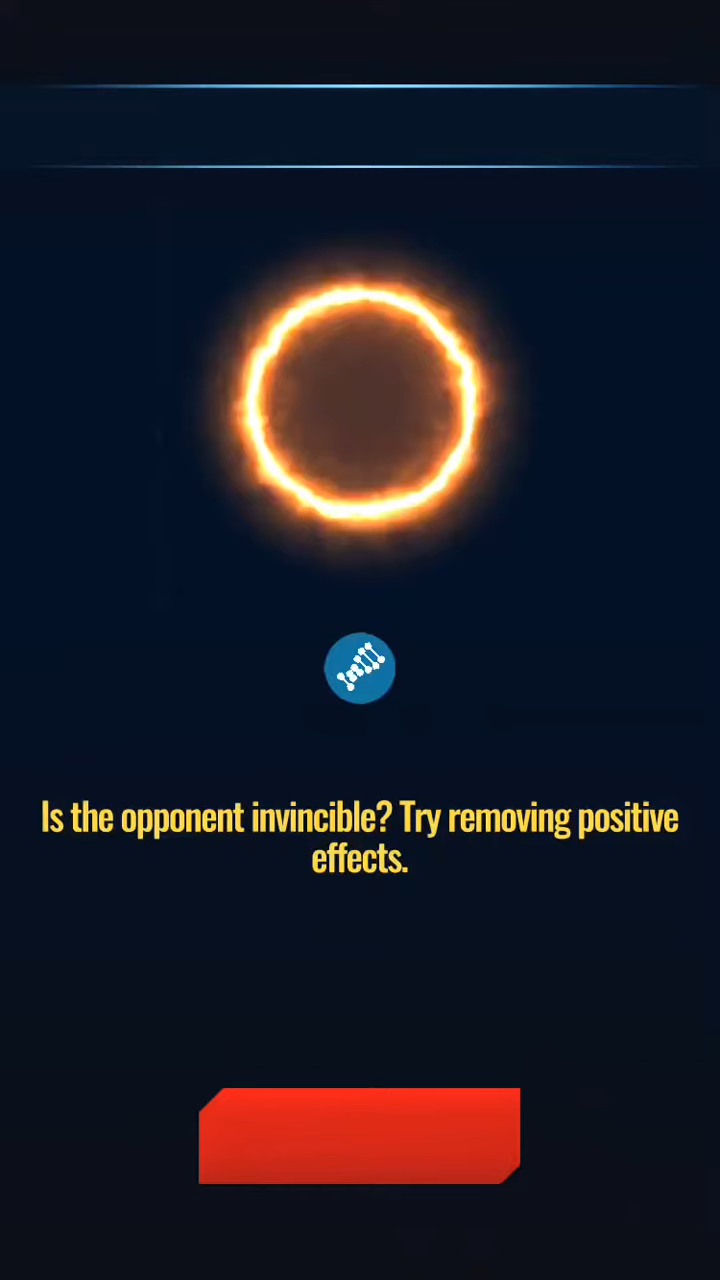 Is the opponent invincible? Try removing positive
effects.